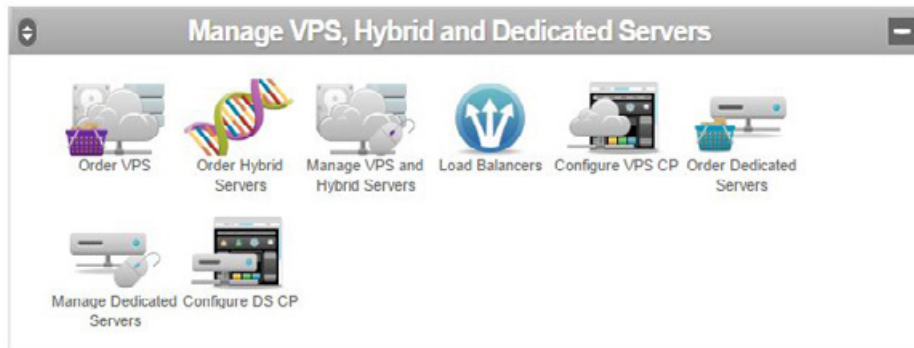 Manage VPS, Hybrid and Dedicated Servers
Order VPS
Order Hybrid
Servers
Manage VPS and
Hybrid Servers
Load Balancers
Configure VPS CP
Order Dedicated
Servers
Manage Dedicated
Servers
Configure DS CP